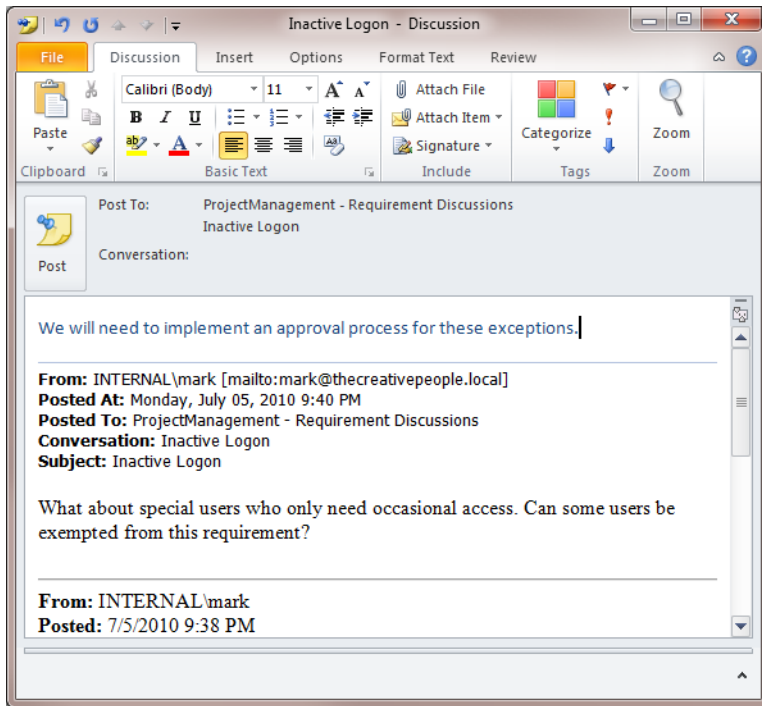 Inactive Logon - Discussion
File Discussion Insert Options Format Text Review
Calibri (Body) 11 A A Attach File
Paste B I U Attach Item Categorize Zoom
ab A Aa Signature
Clipboard Basic Text Include Tags Zoom
Post To: ProjectManagement - Requirement Discussions
Inactive Logon
Post Conversation:
We will need to implement an approval process for these exceptions.
From: INTERNAL\mark [mailto:mark@thecreativepeople.local]
Posted At: Monday, July 05, 2010 9:40 PM
Posted To: ProjectManagement - Requirement Discussions
Conversation: Inactive Logon
Subject: Inactive Logon
What about special users who only need occasional access. Can some users be
exempted from this requirement?
From: INTERNAL\mark
Posted: 7/5/2010 9:38 PM